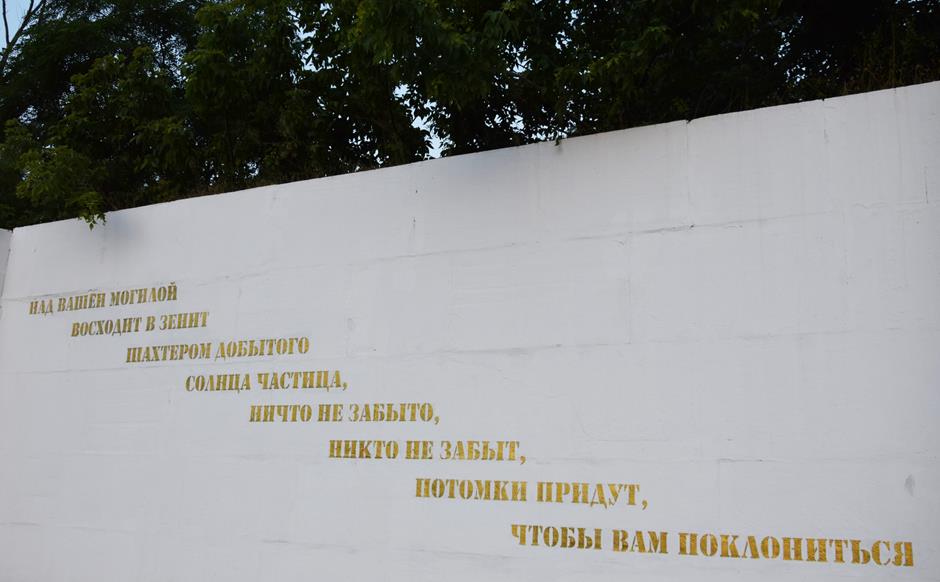 НАД ВАШЕЙ МОГИЛОЙ
ВОСХОДИТ В ЗЕНИТ
ШАХТЕРОМ ДОБЫТОГО
СОЛНЦА ЧАСТИЦА,
НИЧТО НЕ ЗАБЫТО,
НИКТО НЕ ЗАБЫТ,
ПОТОМКИ ПРИДУТ,
ЧТОБЫ ВАМ ПОКЛОНИТЬСЯ